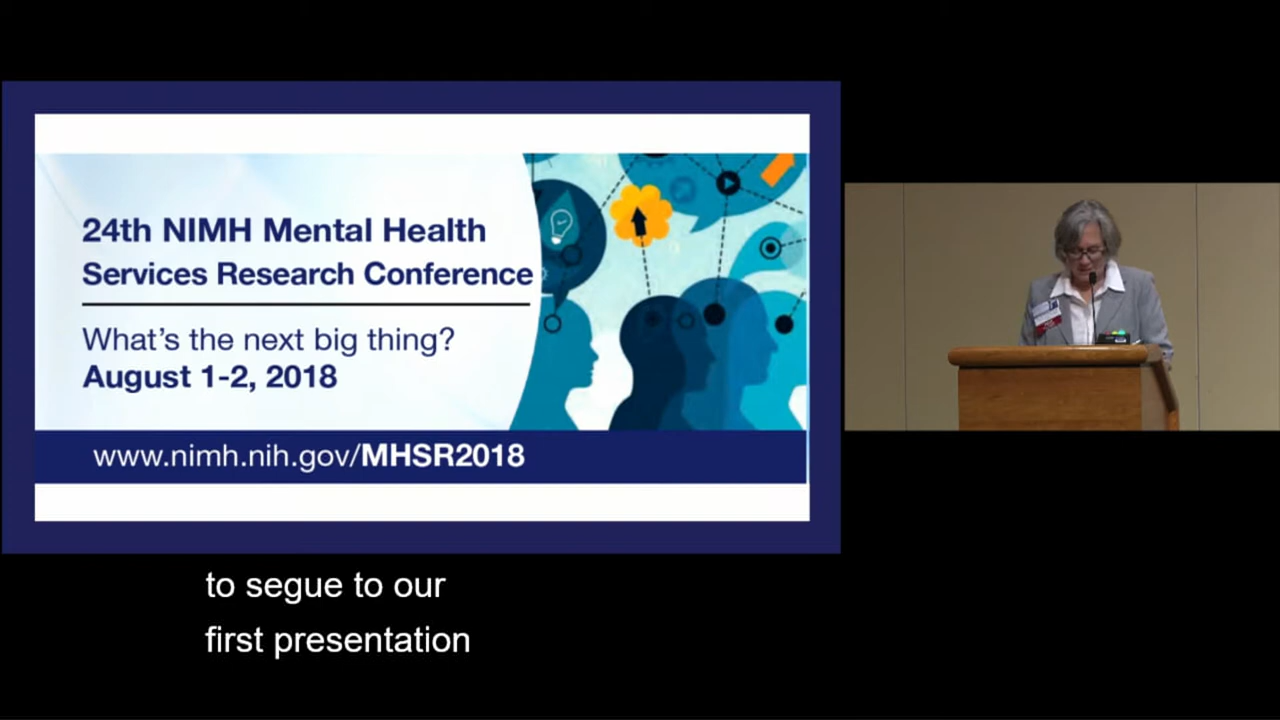 24th NIMH Mental Health
Services Research Conference
What's the next big thing?
August 1-2, 2018
www.nimh.nih.gov/MHSR2018
to segue to our
first presentation